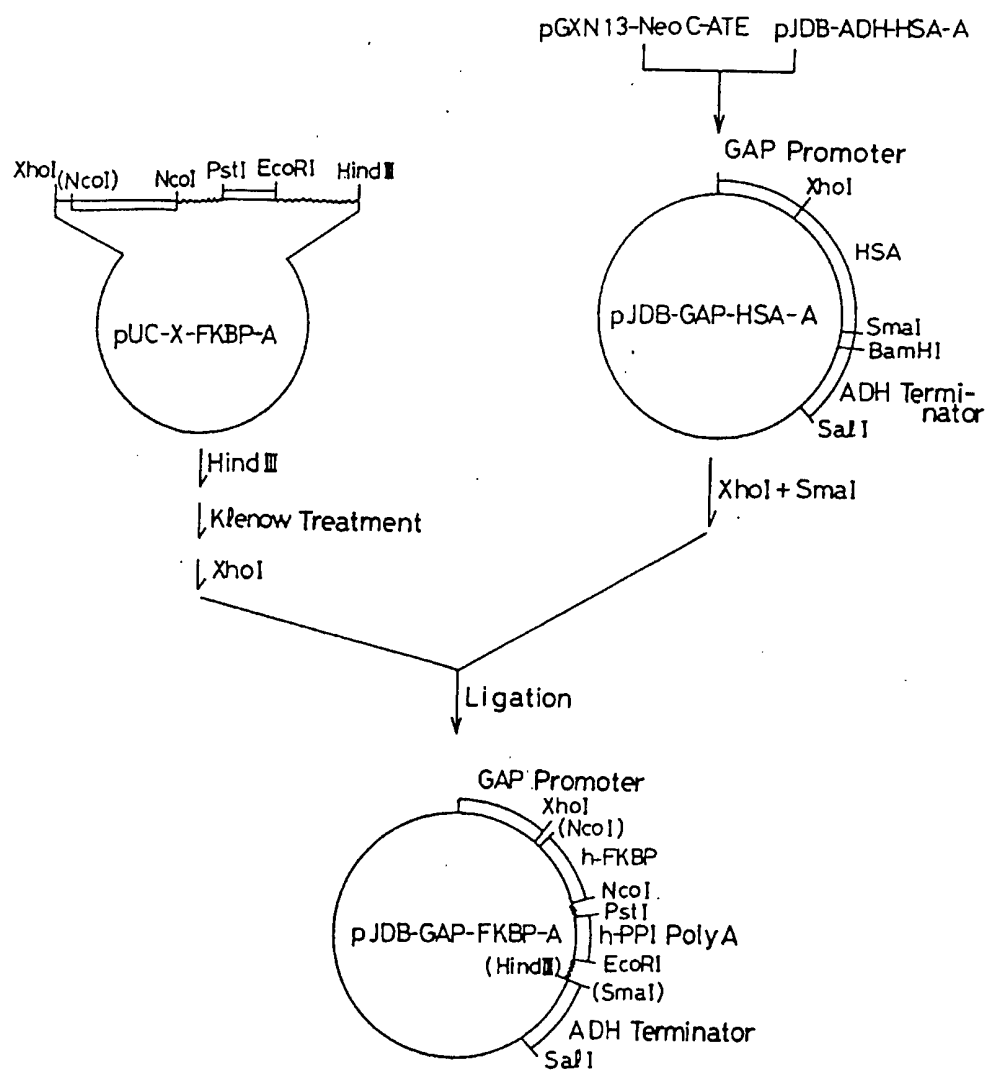 pGXN13-NeoC-ATE pJDB-ADH-HSA-A
GAP Promoter
XhoI
HSA
pJDB-GAP-HSA-A
SmaI
BamHI
ADH Termi-
nator
SalI
XhoI + SmaI
XhoI (NcoI) NcoI PstI EcoRI HindⅢ
pUC-X-FKBP-A
HindⅢ
Klenow Treatment
XhoI
Ligation
GAP Promoter
XhoI
(NcoI)
h-FKBP
NcoI
PstI
pJDB-GAP-FKBP-A
h-PPI PolyA
(HindⅢ)
EcoRI
(SmaI)
ADH Terminator
SalI